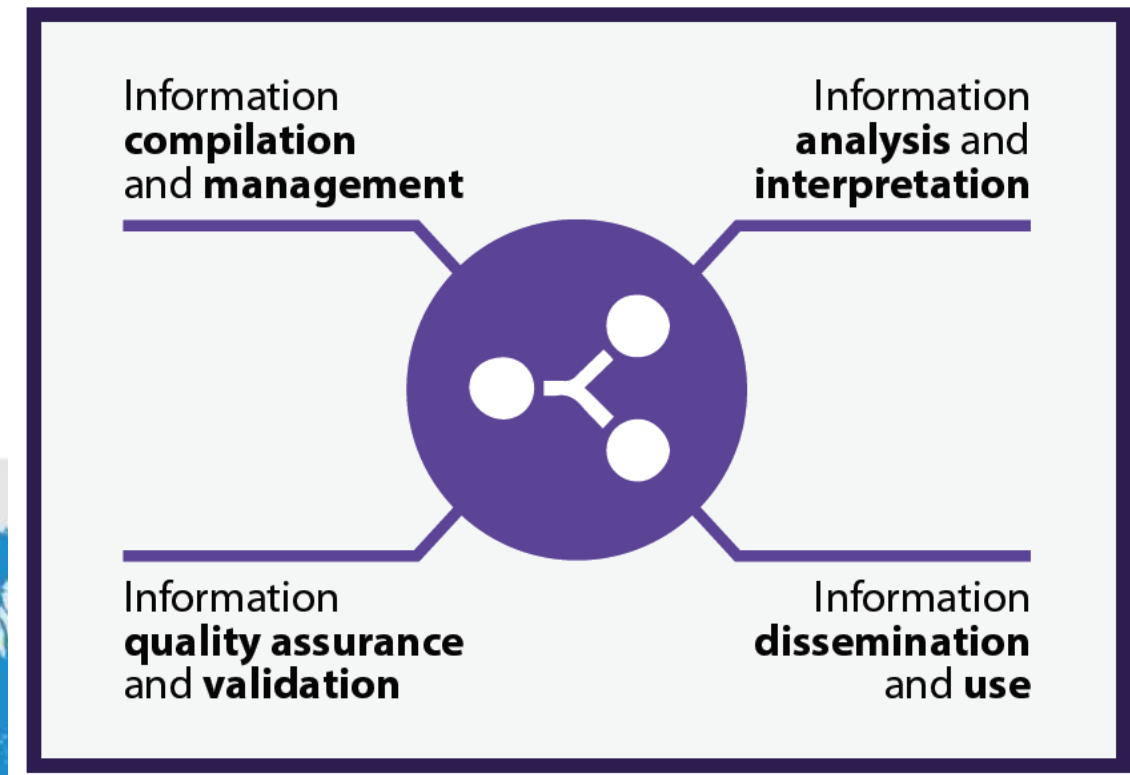 Information
compilation
and management
Information
analysis and
interpretation
Information
quality assurance
and validation
Information
dissemination
and use